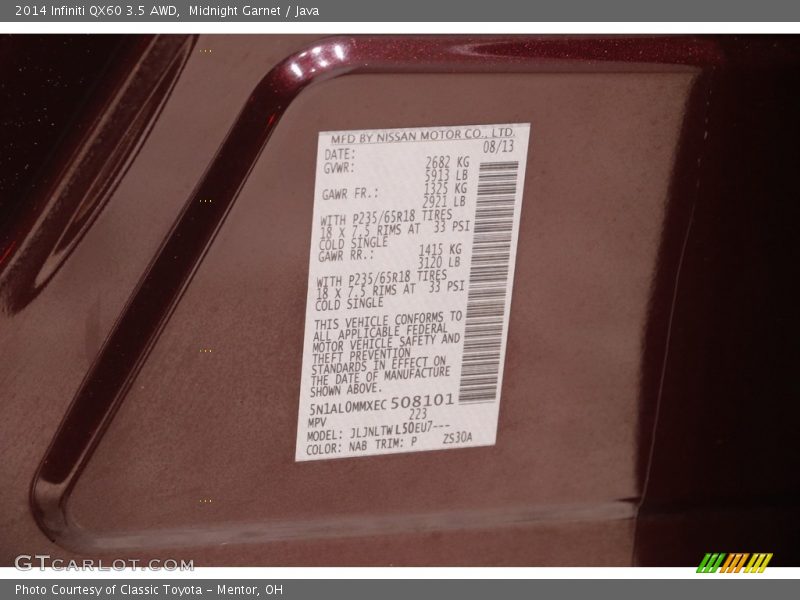 2014 Infiniti QX60 3.5 AWD, Midnight Garnet / Java
MFD BY NISSAN MOTOR CO., LTD.
DATE: 08/13
GVWR: 2682 KG
5913 LB
GAWR FR.: 1325 KG
2921 LB
WITH P235/65R18 TIRES
18 X 7.5 RIMS AT 33 PSI
COLD SINGLE
GAWR RR.: 1415 KG
3120 LB
WITH P235/65R18 TIRES
18 X 7.5 RIMS AT 33 PSI
COLD SINGLE
THIS VEHICLE CONFORMS TO
ALL APPLICABLE FEDERAL
MOTOR VEHICLE SAFETY AND
THEFT PREVENTION
STANDARDS IN EFFECT ON
THE DATE OF MANUFACTURE
SHOWN ABOVE.
5N1AL0MMXEC508101
MPV 223
MODEL: JLJNLTWL50EU7---
COLOR: NAB TRIM: P ZS30A
GTCARLOT.COM
Photo Courtesy of Classic Toyota - Mentor, OH